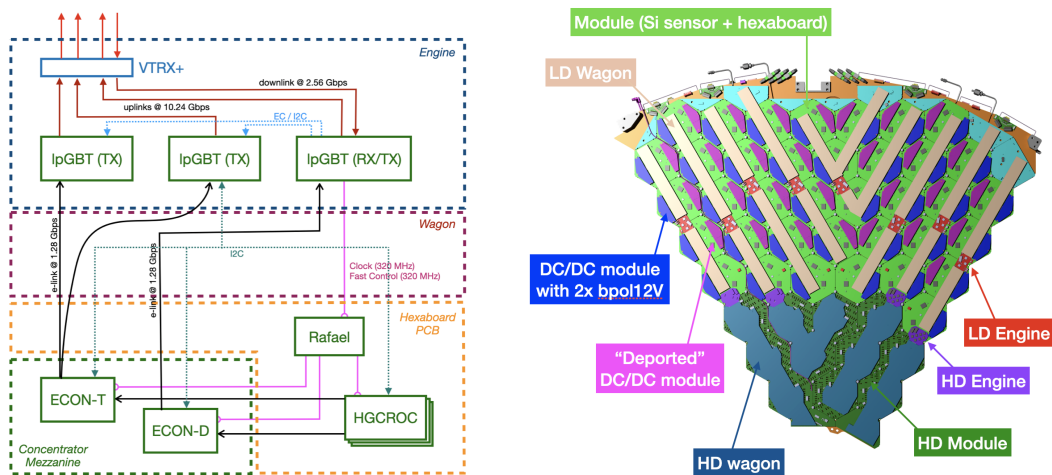 Engine
VTRX+
downlink @ 2.56 Gbps
uplinks @ 10.24 Gbps
EC / I2C
lpGBT (TX)
lpGBT (TX)
lpGBT (RX/TX)
Wagon
e-link @ 1.28 Gbps
e-link @ 1.28 Gbps
I2C
Clock (320 MHz)
Fast Control (320 MHz)
Hexaboard
PCB
Rafael
ECON-T
ECON-D
HGCROC
Concentrator
Mezzanine
Module (Si sensor + hexaboard)
LD Wagon
DC/DC module
with 2x bpol12V
"Deported"
DC/DC module
LD Engine
HD Engine
HD Module
HD wagon